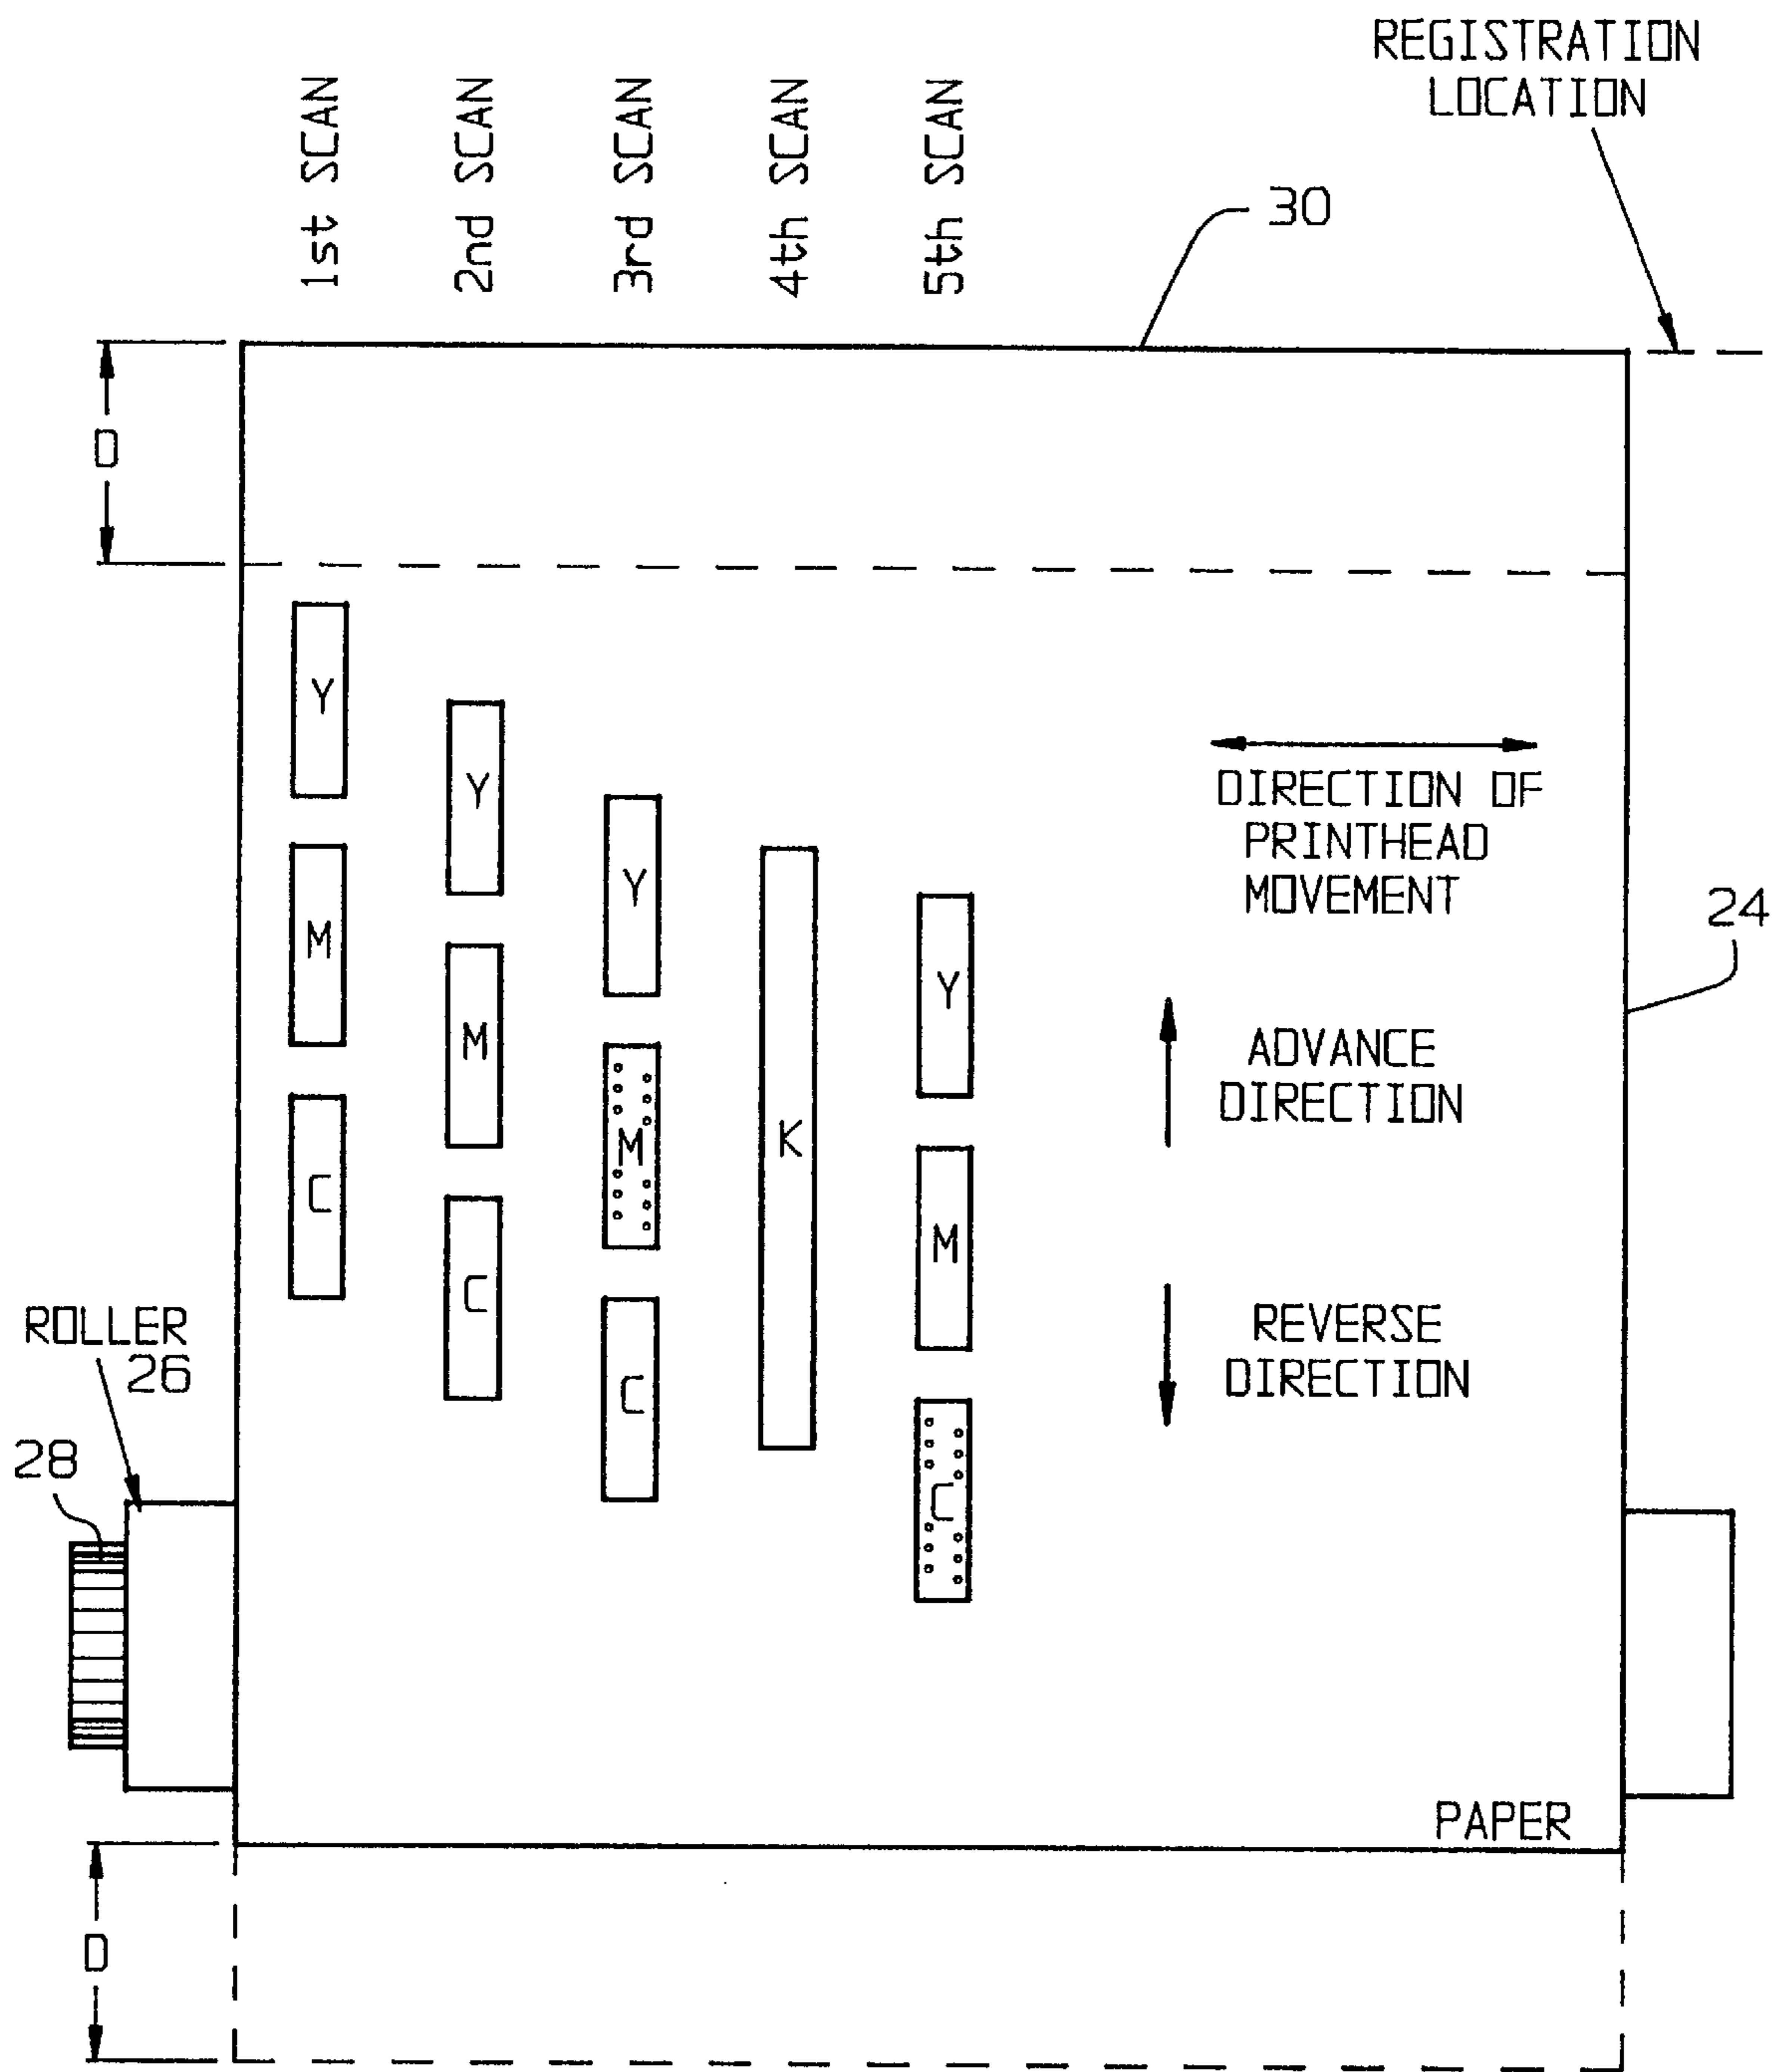 REGISTRATION
LOCATION
1st SCAN
2nd SCAN
3rd SCAN
4th SCAN
5th SCAN
30
D
Y
M
C
Y
M
C
Y
M
C
K
Y
M
C
DIRECTION OF
PRINTHEAD
MOVEMENT
24
ADVANCE
DIRECTION
REVERSE
DIRECTION
ROLLER
26
28
PAPER
D